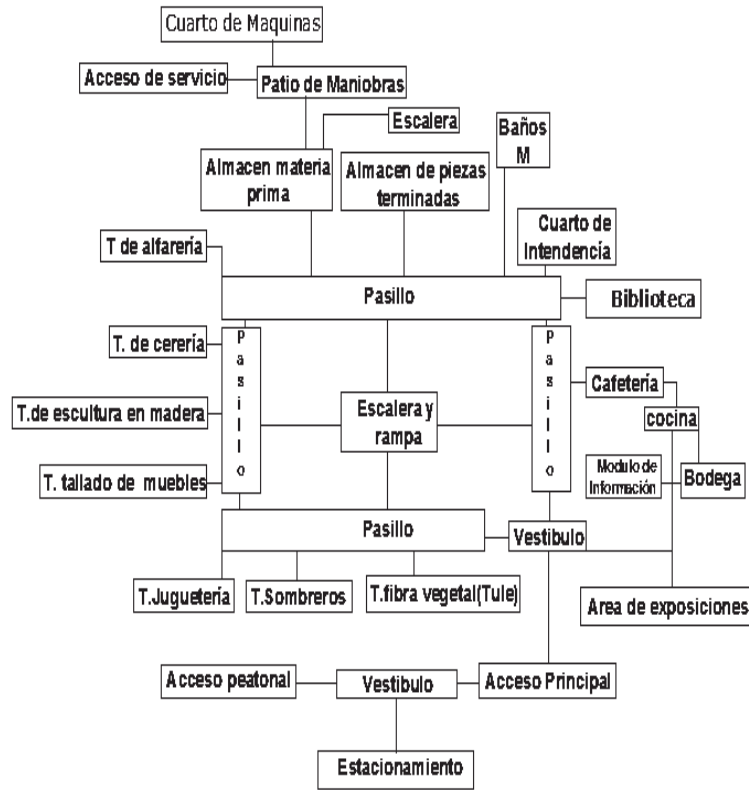 Cuarto de Maquinas
Acceso de servicio
Patio de Maniobras
Escalera
Baños
M
Almacen materia
prima
Almacen de piezas
terminadas
Cuarto de
Intendencia
T de alfarería
Pasillo
Biblioteca
T. de cerería
Pasillo
Pasillo
Cafetería
T.de escultura en madera
Escalera y
rampa
cocina
T. tallado de muebles
Modulo de
Información
Bodega
Pasillo
Vestibulo
T.Juguetería
T.Sombreros
T.fibra vegetal(Tule)
Area de exposiciones
Acceso peatonal
Vestibulo
Acceso Principal
Estacionamiento